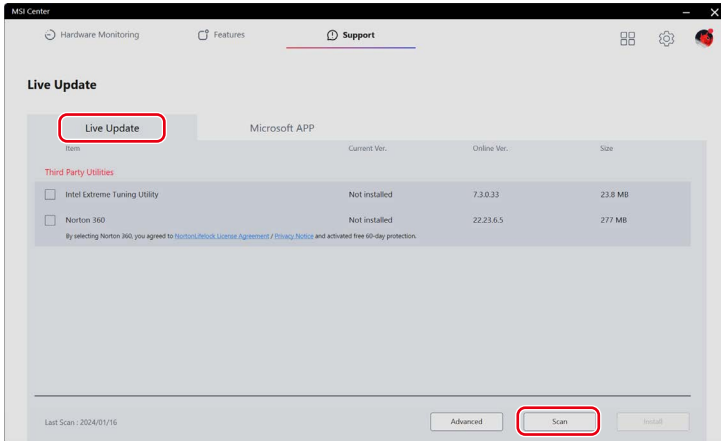 MSI Center
Hardware Monitoring
Features
Support
Live Update
Live Update
Microsoft APP
Item
Current Ver.
Online Ver.
Size
Third Party Utilities
Intel Extreme Tuning Utility
Not installed
7.3.0.33
23.8 MB
Norton 360
Not installed
22.23.6.5
277 MB
By selecting Norton 360, you agreed to NortonLifelock License Agreement / Privacy Notice and activated free 60-day protection.
Last Scan : 2024/01/16
Advanced
Scan
Install